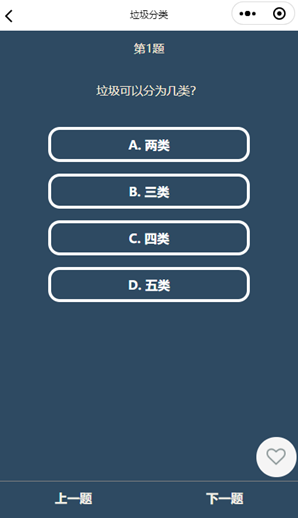 垃圾分类
第1题
垃圾可以分为几类?
A. 两类
B. 三类
C. 四类
D. 五类
上一题
下一题